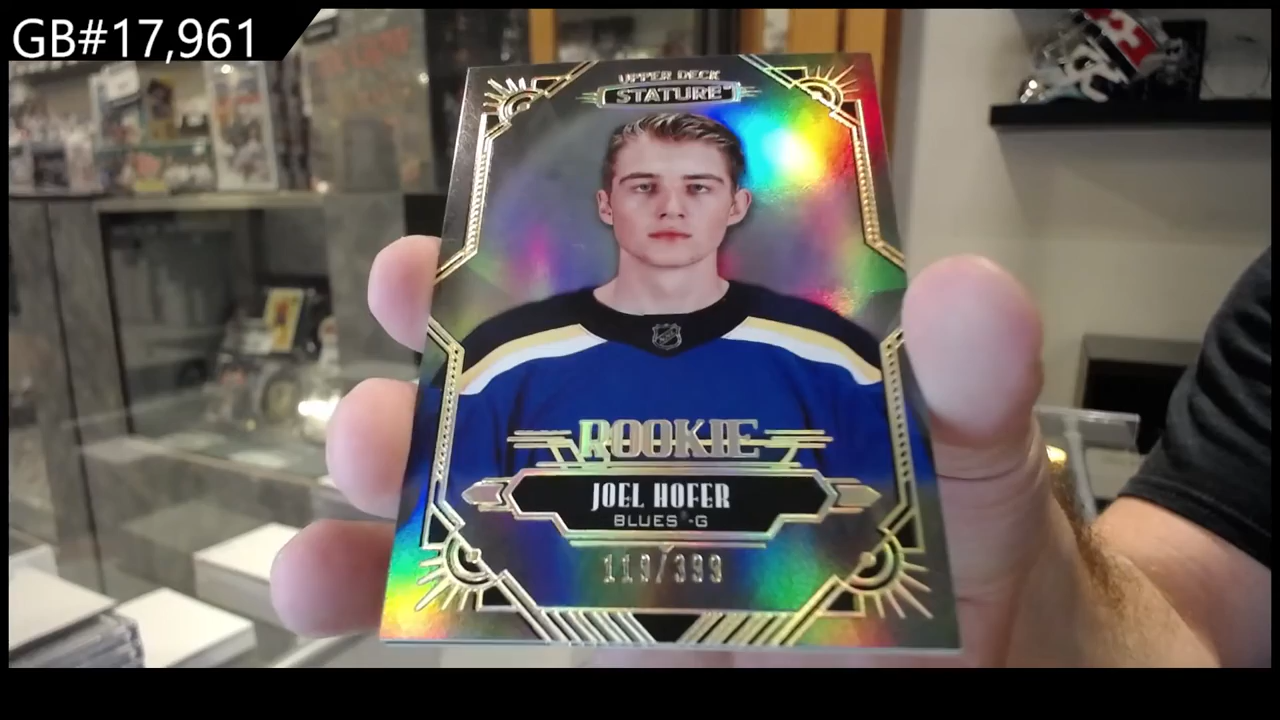 GB#17,961
UPPER DECK
STATURE
ROOKIE
JOEL HOFER
BLUES -G
119/399